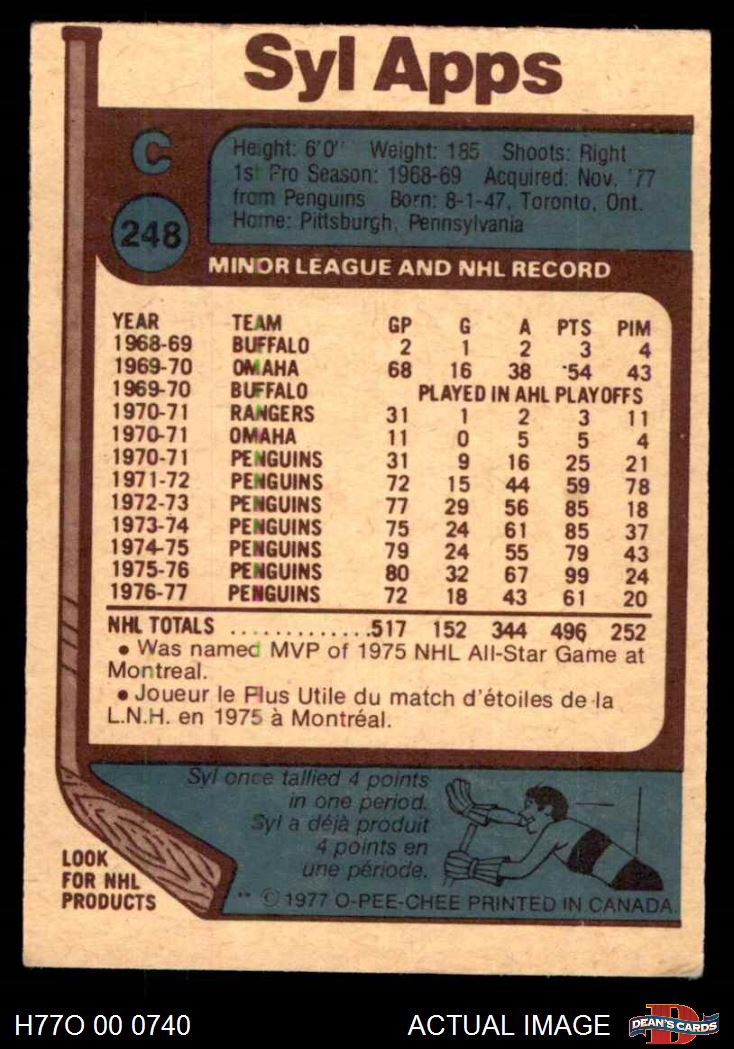 Syl Apps
C
248
Height: 6'0" Weight: 185 Shoots: Right
1st Pro Season: 1968-69 Acquired: Nov. '77
from Penguins Born: 8-1-47, Toronto, Ont.
Home: Pittsburgh, Pennsylvania
MINOR LEAGUE AND NHL RECORD
YEAR TEAM GP G A PTS PIM
1968-69 BUFFALO 2 1 2 3 4
1969-70 OMAHA 68 16 38 54 43
1969-70 BUFFALO PLAYED IN AHL PLAYOFFS
1970-71 RANGERS 31 1 2 3 11
1970-71 OMAHA 11 0 5 5 4
1970-71 PENGUINS 31 9 16 25 21
1971-72 PENGUINS 72 15 44 59 78
1972-73 PENGUINS 77 29 56 85 18
1973-74 PENGUINS 75 24 61 85 37
1974-75 PENGUINS 79 24 55 79 43
1975-76 PENGUINS 80 32 67 99 24
1976-77 PENGUINS 72 18 43 61 20
NHL TOTALS .............517 152 344 496 252
• Was named MVP of 1975 NHL All-Star Game at
Montreal.
• Joueur le Plus Utile du match d'étoiles de la
L.N.H. en 1975 à Montréal.
Syl once tallied 4 points
in one period.
Syl a déjà produit
4 points en
une période.
LOOK
FOR NHL
PRODUCTS
** © 1977 O-PEE-CHEE PRINTED IN CANADA.
H77O 00 0740
ACTUAL IMAGE
D
DEAN'S CARDS